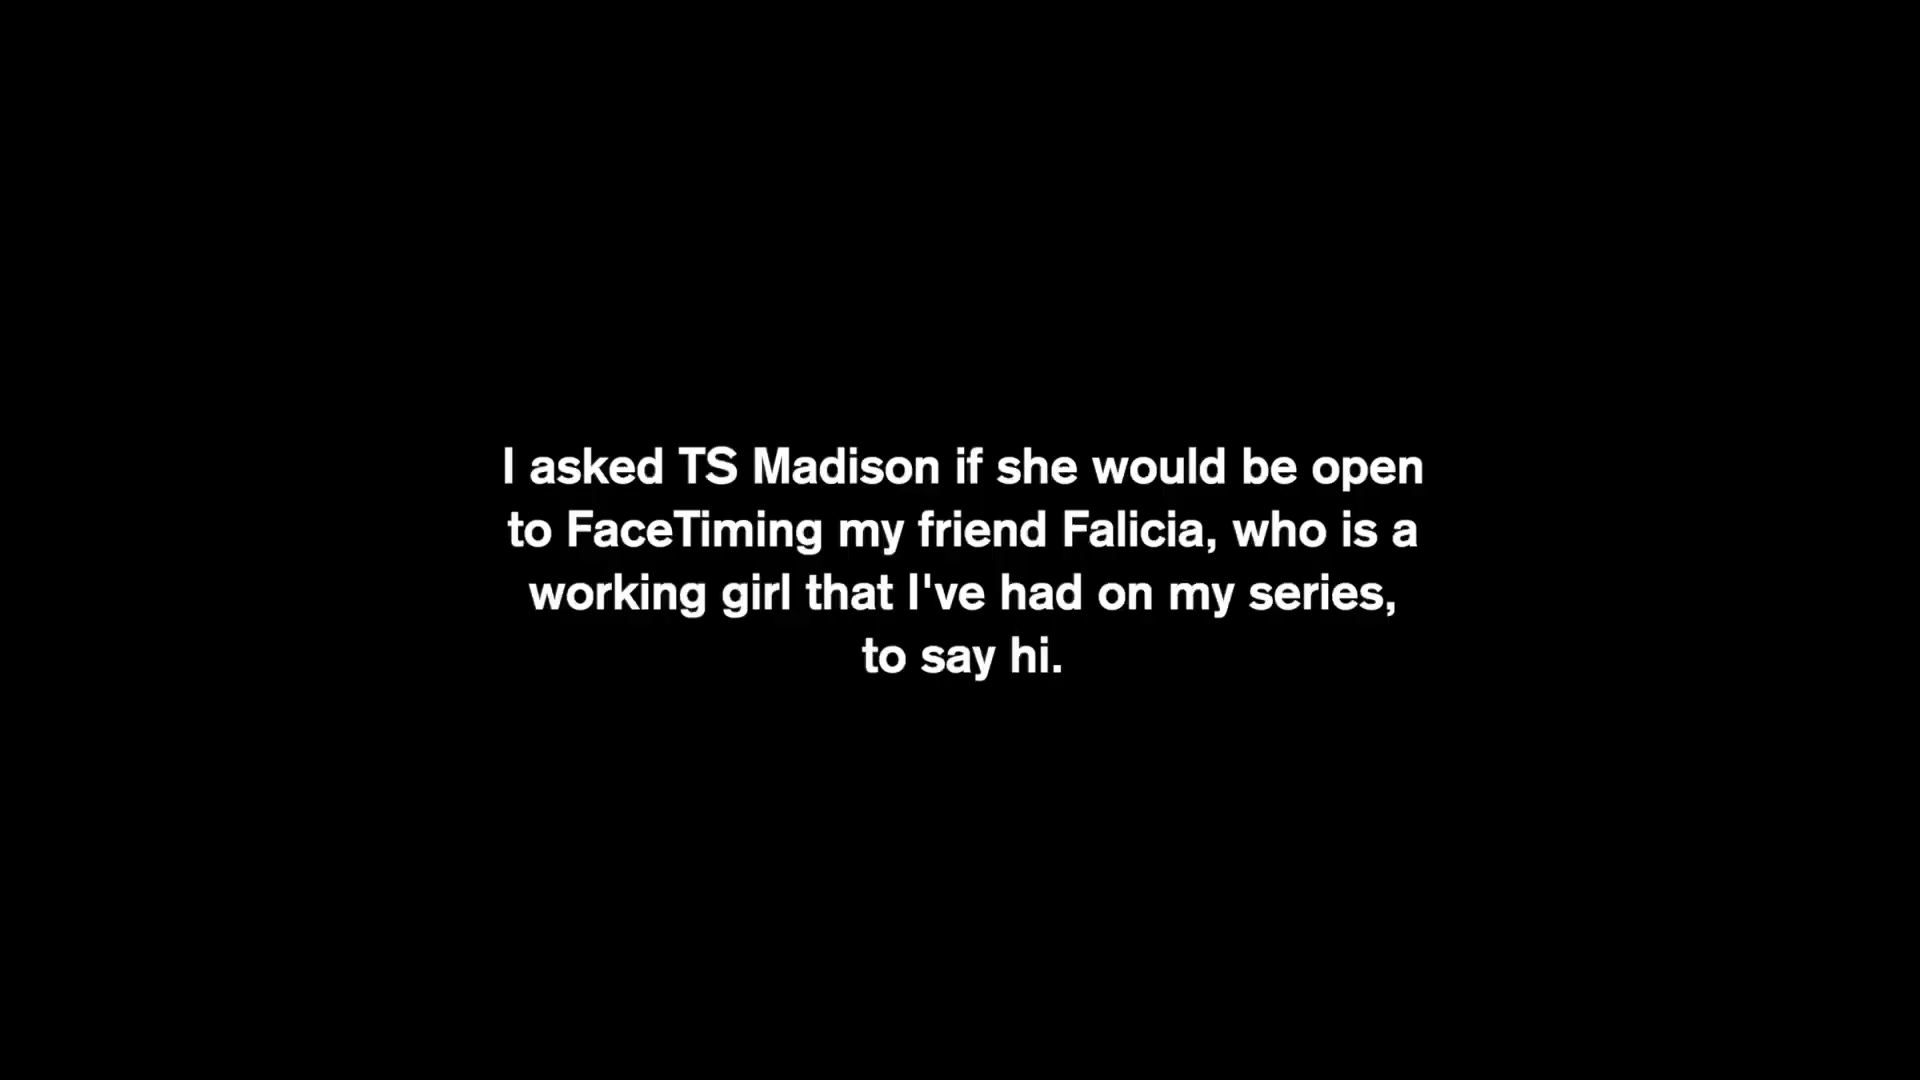 I asked TS Madison if she would be open
to FaceTiming my friend Falicia, who is a
working girl that I've had on my series,
to say hi.